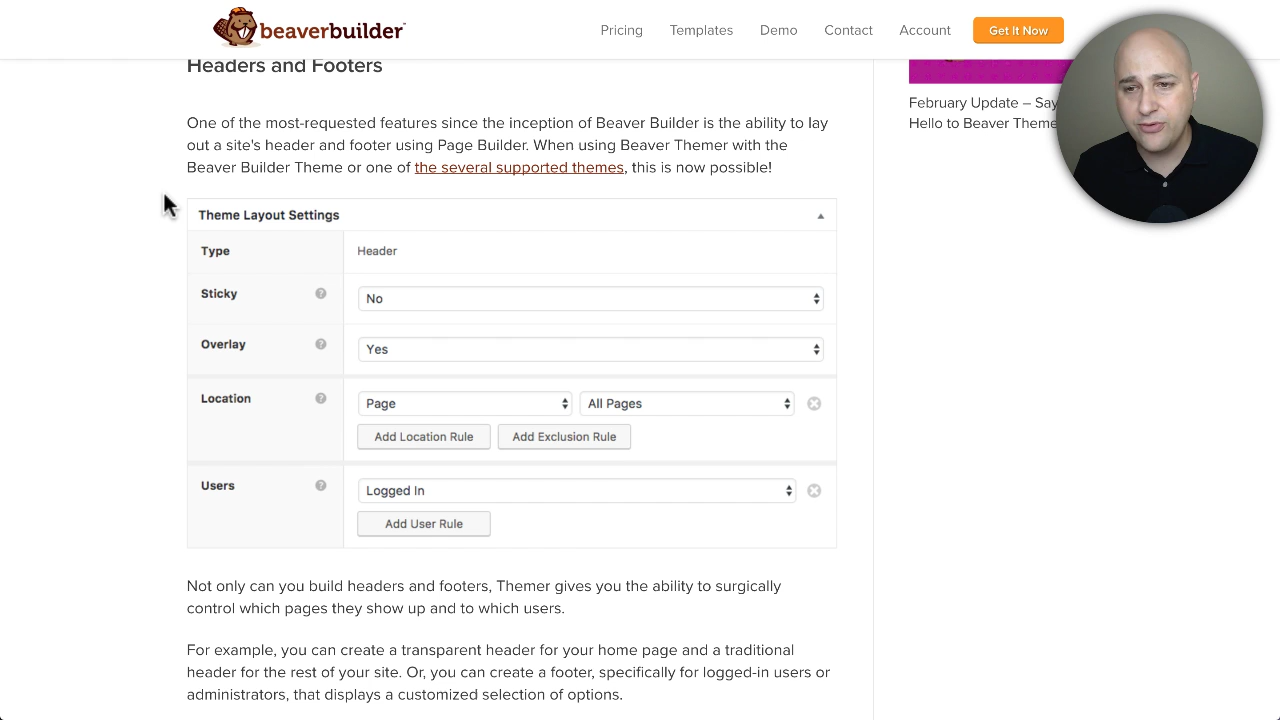 beaverbuilder
Pricing
Templates
Demo
Contact
Account
Get It Now
Headers and Footers
One of the most-requested features since the inception of Beaver Builder is the ability to lay
out a site's header and footer using Page Builder. When using Beaver Themer with the
Beaver Builder Theme or one of the several supported themes, this is now possible!
Theme Layout Settings
Type
Header
Sticky
?
No
Overlay
?
Yes
Location
?
Page
All Pages
Add Location Rule
Add Exclusion Rule
Users
?
Logged In
Add User Rule
Not only can you build headers and footers, Themer gives you the ability to surgically
control which pages they show up and to which users.
For example, you can create a transparent header for your home page and a traditional
header for the rest of your site. Or, you can create a footer, specifically for logged-in users or
administrators, that displays a customized selection of options.
February Update – Say
Hello to Beaver Theme